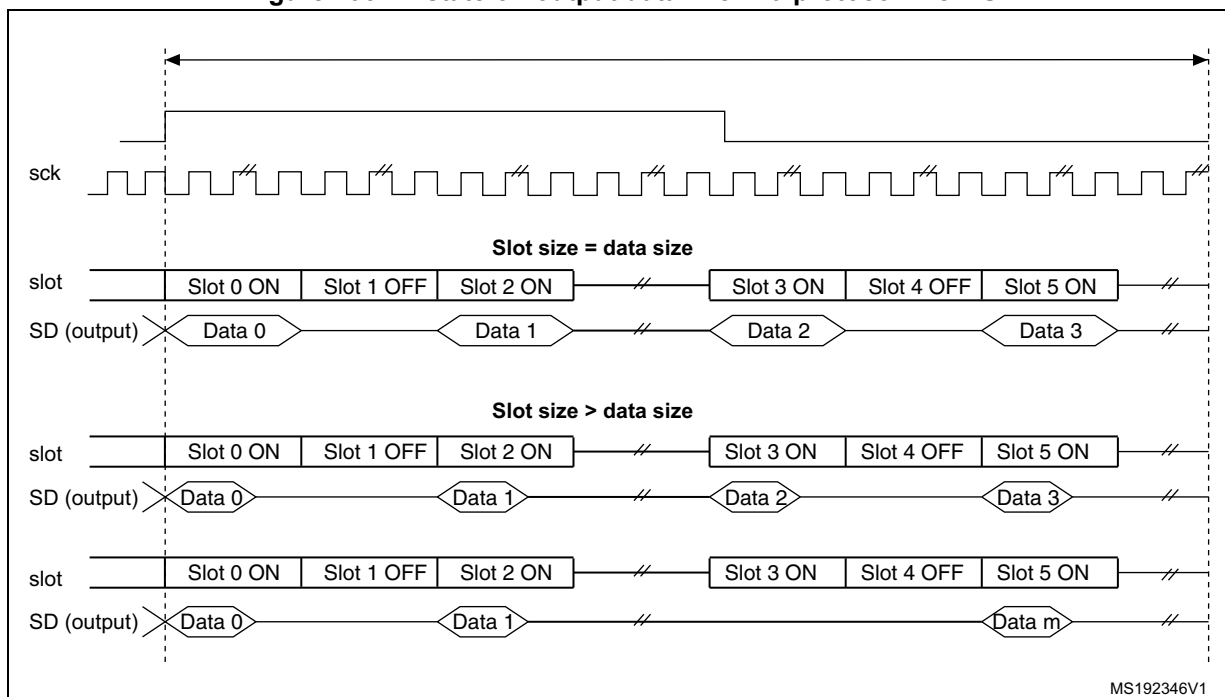 sck
Slot size = data size
slot Slot 0 ON Slot 1 OFF Slot 2 ON Slot 3 ON Slot 4 OFF Slot 5 ON
SD (output) Data 0 Data 1 Data 2 Data 3
Slot size > data size
slot Slot 0 ON Slot 1 OFF Slot 2 ON Slot 3 ON Slot 4 OFF Slot 5 ON
SD (output) Data 0 Data 1 Data 2 Data 3
slot Slot 0 ON Slot 1 OFF Slot 2 ON Slot 3 ON Slot 4 OFF Slot 5 ON
SD (output) Data 0 Data 1 Data m
MS192346V1